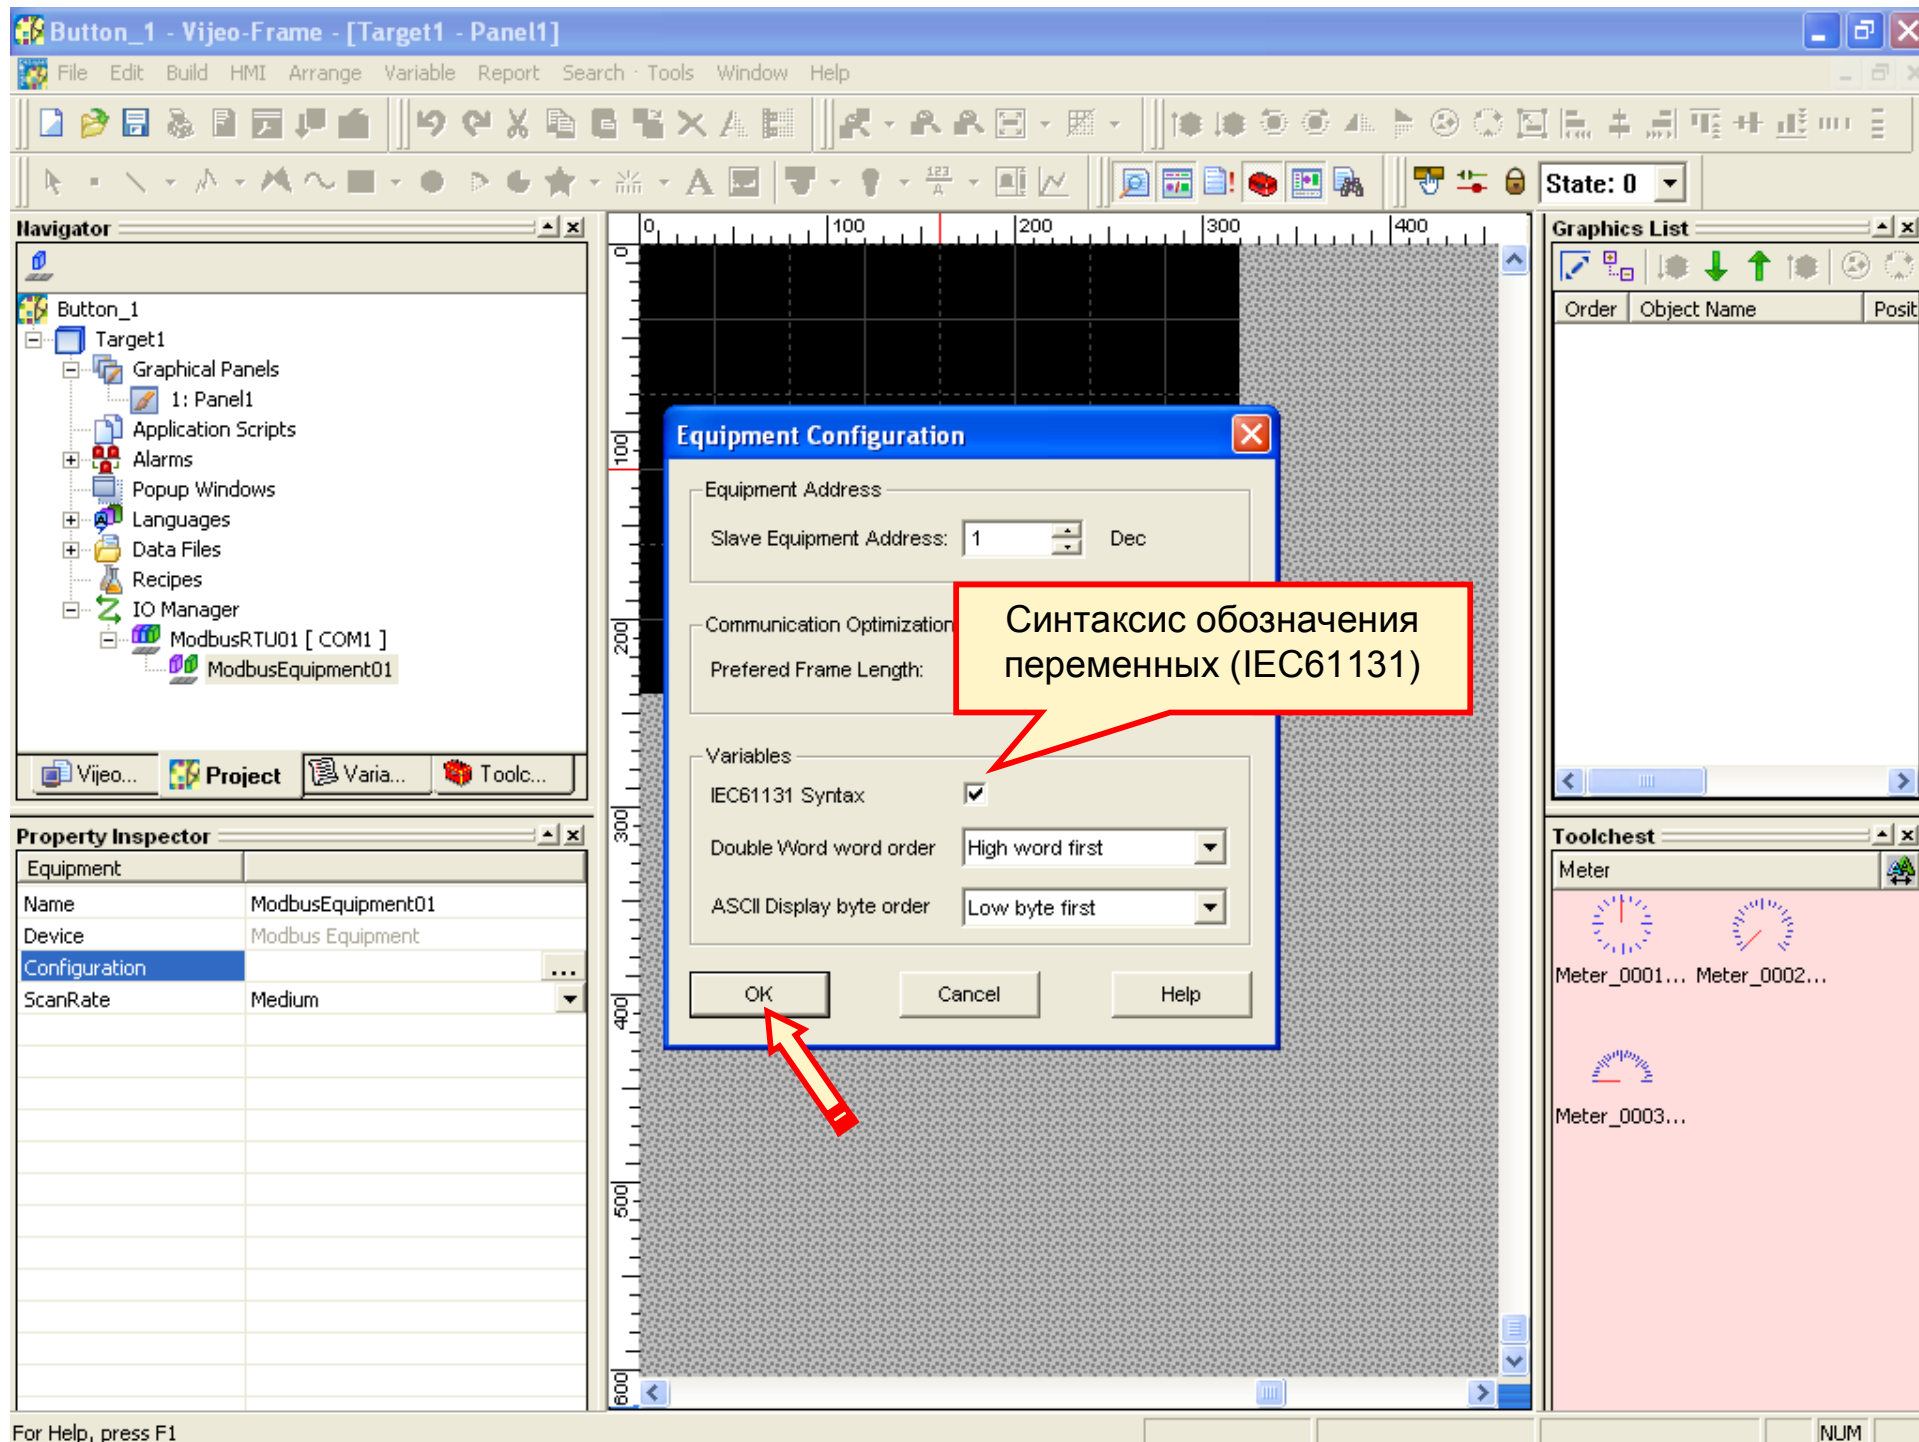 Button_1 - Vijeo-Frame - [Target1 - Panel1]
File Edit Build HMI Arrange Variable Report Search Tools Window Help
State: 0
Navigator
Button_1
Target1
Graphical Panels
1: Panel1
Application Scripts
Alarms
Popup Windows
Languages
Data Files
Recipes
IO Manager
ModbusRTU01 [ COM1 ]
ModbusEquipment01
Vijeo... Project Varia... Toolc...
Property Inspector
Equipment
Name ModbusEquipment01
Device Modbus Equipment
Configuration ...
ScanRate Medium
0 100 200 300 400
0
100
200
300
400
500
600
Equipment Configuration
Equipment Address
Slave Equipment Address: 1 Dec
Communication Optimization
Prefered Frame Length:
Синтаксис обозначения
переменных (IEC61131)
Variables
IEC61131 Syntax
Double Word word order High word first
ASCII Display byte order Low byte first
OK Cancel Help
Graphics List
Order Object Name Posit
Toolchest
Meter
Meter_0001... Meter_0002...
Meter_0003...
For Help, press F1
NUM